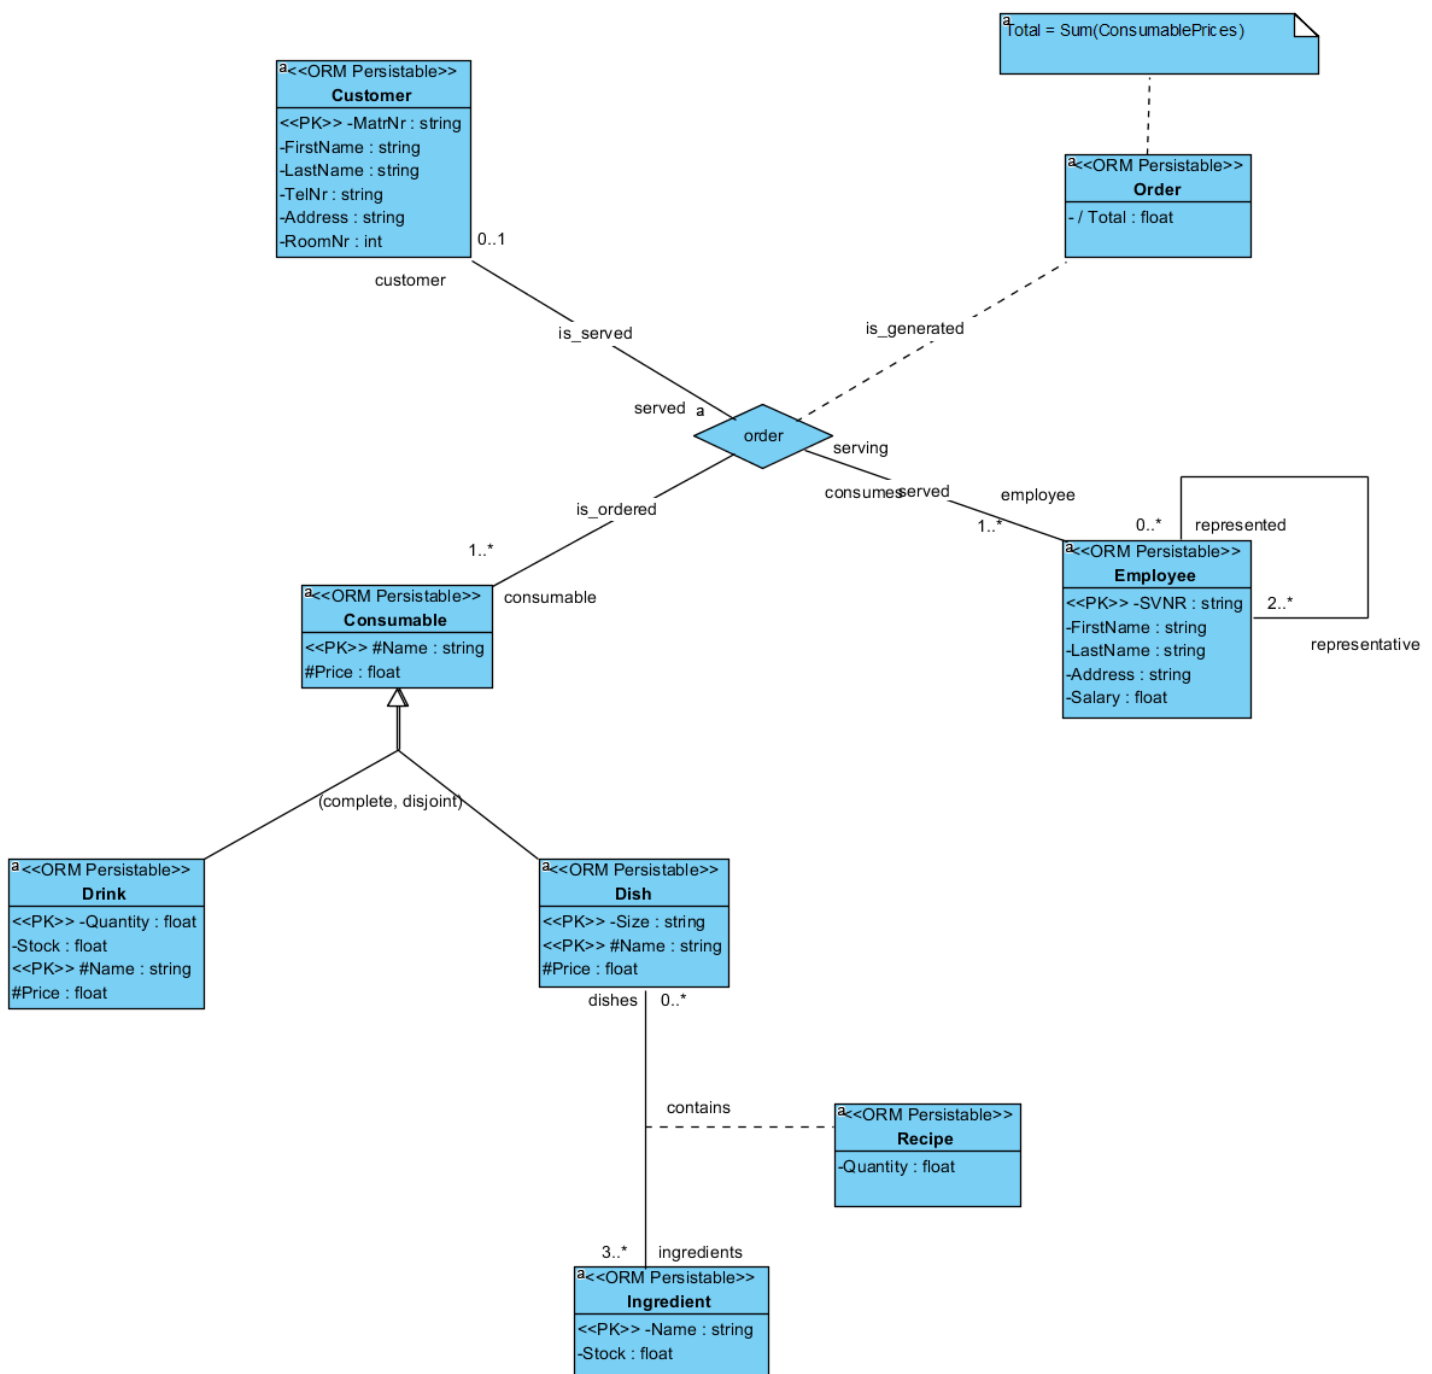 Total = Sum(ConsumablePrices)
a
<<ORM Persistable>>
Customer
<<PK>> -MatrNr : string
-FirstName : string
-LastName : string
-TelNr : string
-Address : string
-RoomNr : int
0..1
customer
a
<<ORM Persistable>>
Order
- / Total : float
a
is_served
is_generated
served
a
order
serving
consumes
served
employee
1..*
0..*
represented
is_ordered
1..*
consumable
a
<<ORM Persistable>>
Employee
<<PK>> -SVNR : string
-FirstName : string
-LastName : string
-Address : string
-Salary : float
2..*
representative
a
<<ORM Persistable>>
Consumable
<<PK>> #Name : string
#Price : float
a
(complete, disjoint)
<<ORM Persistable>>
Drink
<<PK>> -Quantity : float
-Stock : float
<<PK>> #Name : string
#Price : float
a
<<ORM Persistable>>
Dish
<<PK>> -Size : string
<<PK>> #Name : string
#Price : float
a
dishes
0..*
contains
<<ORM Persistable>>
Recipe
-Quantity : float
a
3..*
ingredients
<<ORM Persistable>>
Ingredient
<<PK>> -Name : string
-Stock : float
a